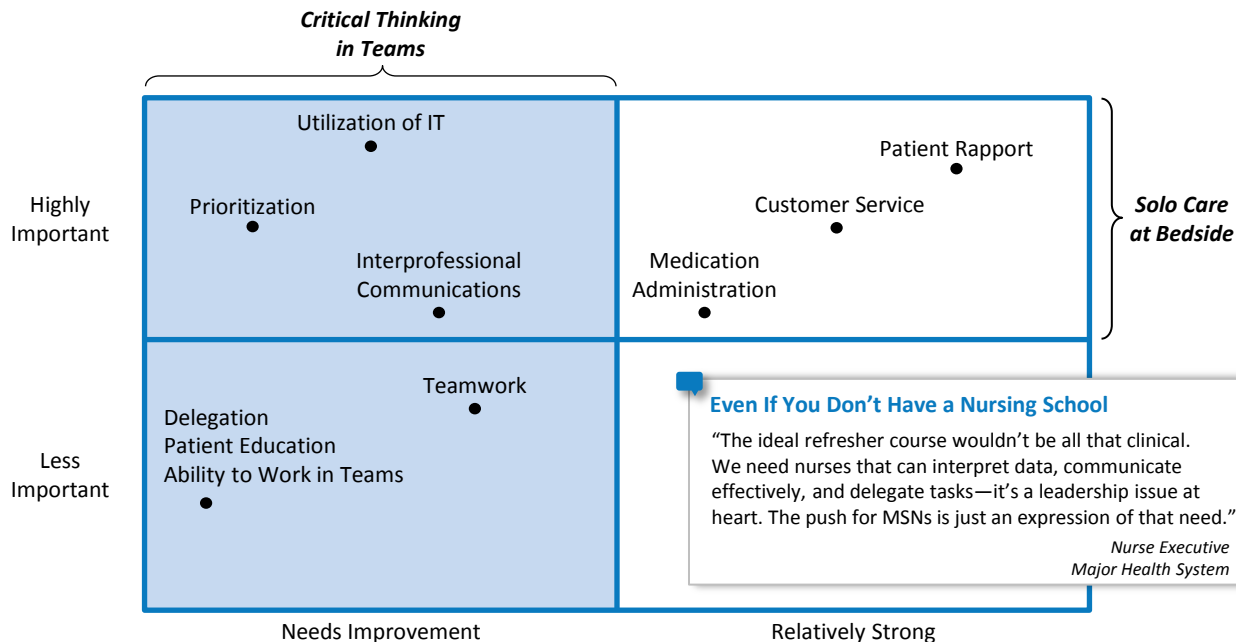 Critical Thinking
in Teams
Utilization of IT
Patient Rapport
Highly
Important
Prioritization
Customer Service
Solo Care
at Bedside
Interprofessional
Communications
Medication
Administration
Teamwork
Delegation
Patient Education
Ability to Work in Teams
Less
Important
Even If You Don’t Have a Nursing School
“The ideal refresher course wouldn’t be all that clinical.
We need nurses that can interpret data, communicate
effectively, and delegate tasks—it’s a leadership issue at
heart. The push for MSNs is just an expression of that need.”
Nurse Executive
Major Health System
Needs Improvement
Relatively Strong